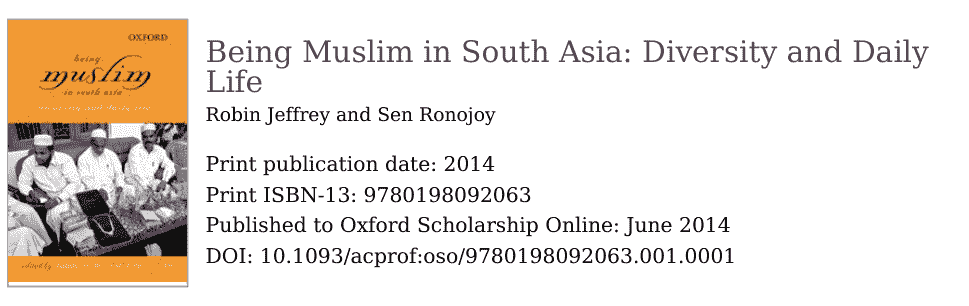 OXFORD
being
muslim
in south asia
edited by
Being Muslim in South Asia: Diversity and Daily
Life
Robin Jeffrey and Sen Ronojoy
Print publication date: 2014
Print ISBN-13: 9780198092063
Published to Oxford Scholarship Online: June 2014
DOI: 10.1093/acprof:oso/9780198092063.001.0001